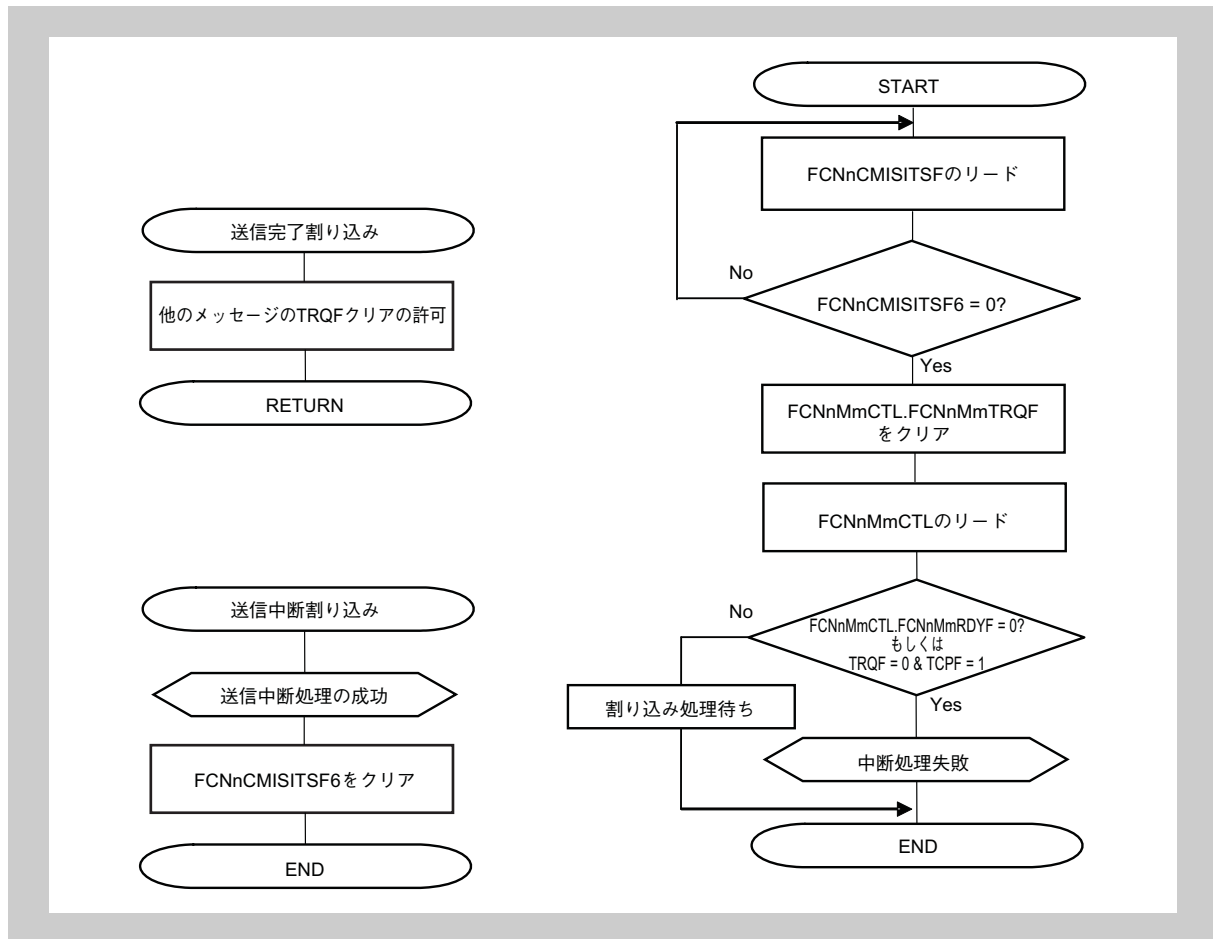 送信完了割り込み
他のメッセージのTRQFクリアの許可
RETURN
送信中断割り込み
送信中断処理の成功
FCNnCMISITSF6をクリア
END
START
FCNnCMISITSFのリード
FCNnCMISITSF6 = 0?
No
Yes
FCNnMmCTL.FCNnMmTRQF
をクリア
FCNnMmCTLのリード
FCNnMmCTL.FCNnMmRDYF = 0?
もしくは
TRQF = 0 & TCPF = 1
No
Yes
割り込み処理待ち
中断処理失敗
END